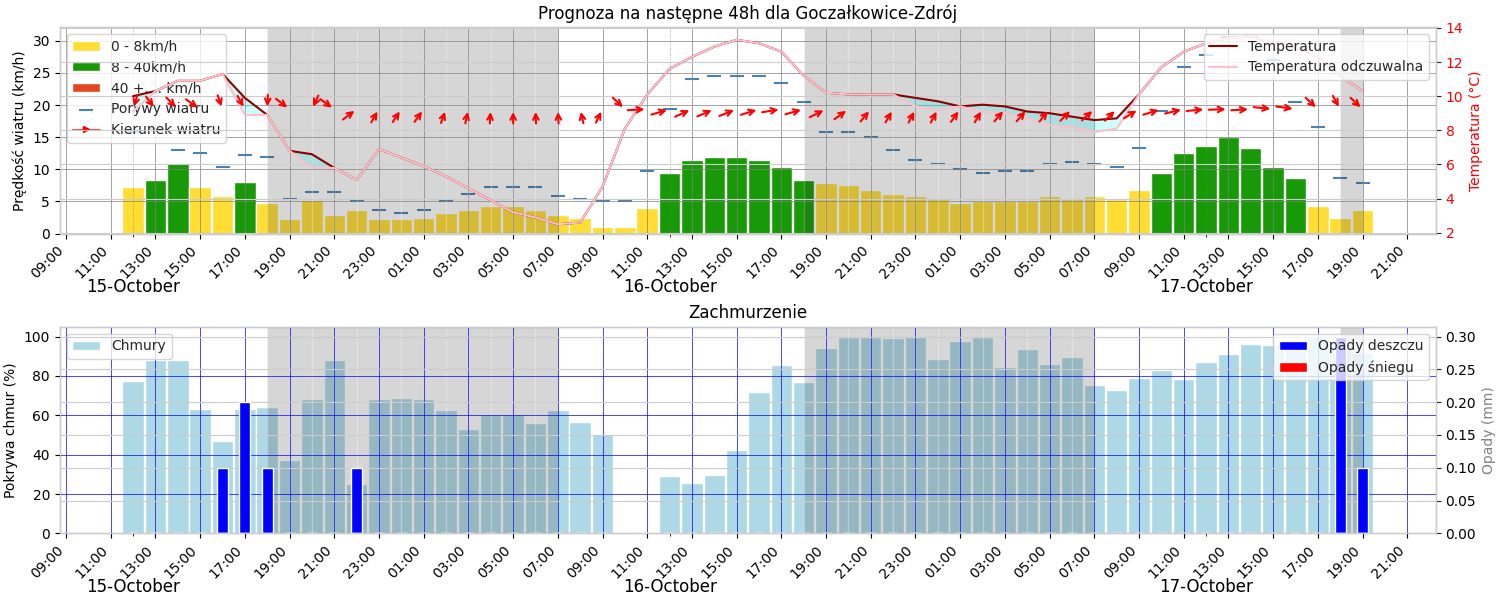 Prognoza na następne 48h dla Goczałkowice-Zdrój
Prędkość wiatru (km/h)
30
25
20
15
10
5
0
0 - 8km/h
8 - 40km/h
40 + ... km/h
Porywy wiatru
Kierunek wiatru
Temperatura
Temperatura odczuwalna
14
12
10
8
6
4
2
Temperatura (°C)
09:00 11:00 13:00 15:00 17:00 19:00 21:00 23:00 01:00 03:00 05:00 07:00 09:00 11:00 13:00 15:00 17:00 19:00 21:00 23:00 01:00 03:00 05:00 07:00 09:00 11:00 13:00 15:00 17:00 19:00 21:00
15-October 16-October 17-October
Zachmurzenie
Pokrywa chmur (%)
100
80
60
40
20
0
Chmury
Opady deszczu
Opady śniegu
0.30
0.25
0.20
0.15
0.10
0.05
0.00
Opady (mm)
09:00 11:00 13:00 15:00 17:00 19:00 21:00 23:00 01:00 03:00 05:00 07:00 09:00 11:00 13:00 15:00 17:00 19:00 21:00 23:00 01:00 03:00 05:00 07:00 09:00 11:00 13:00 15:00 17:00 19:00 21:00
15-October 16-October 17-October